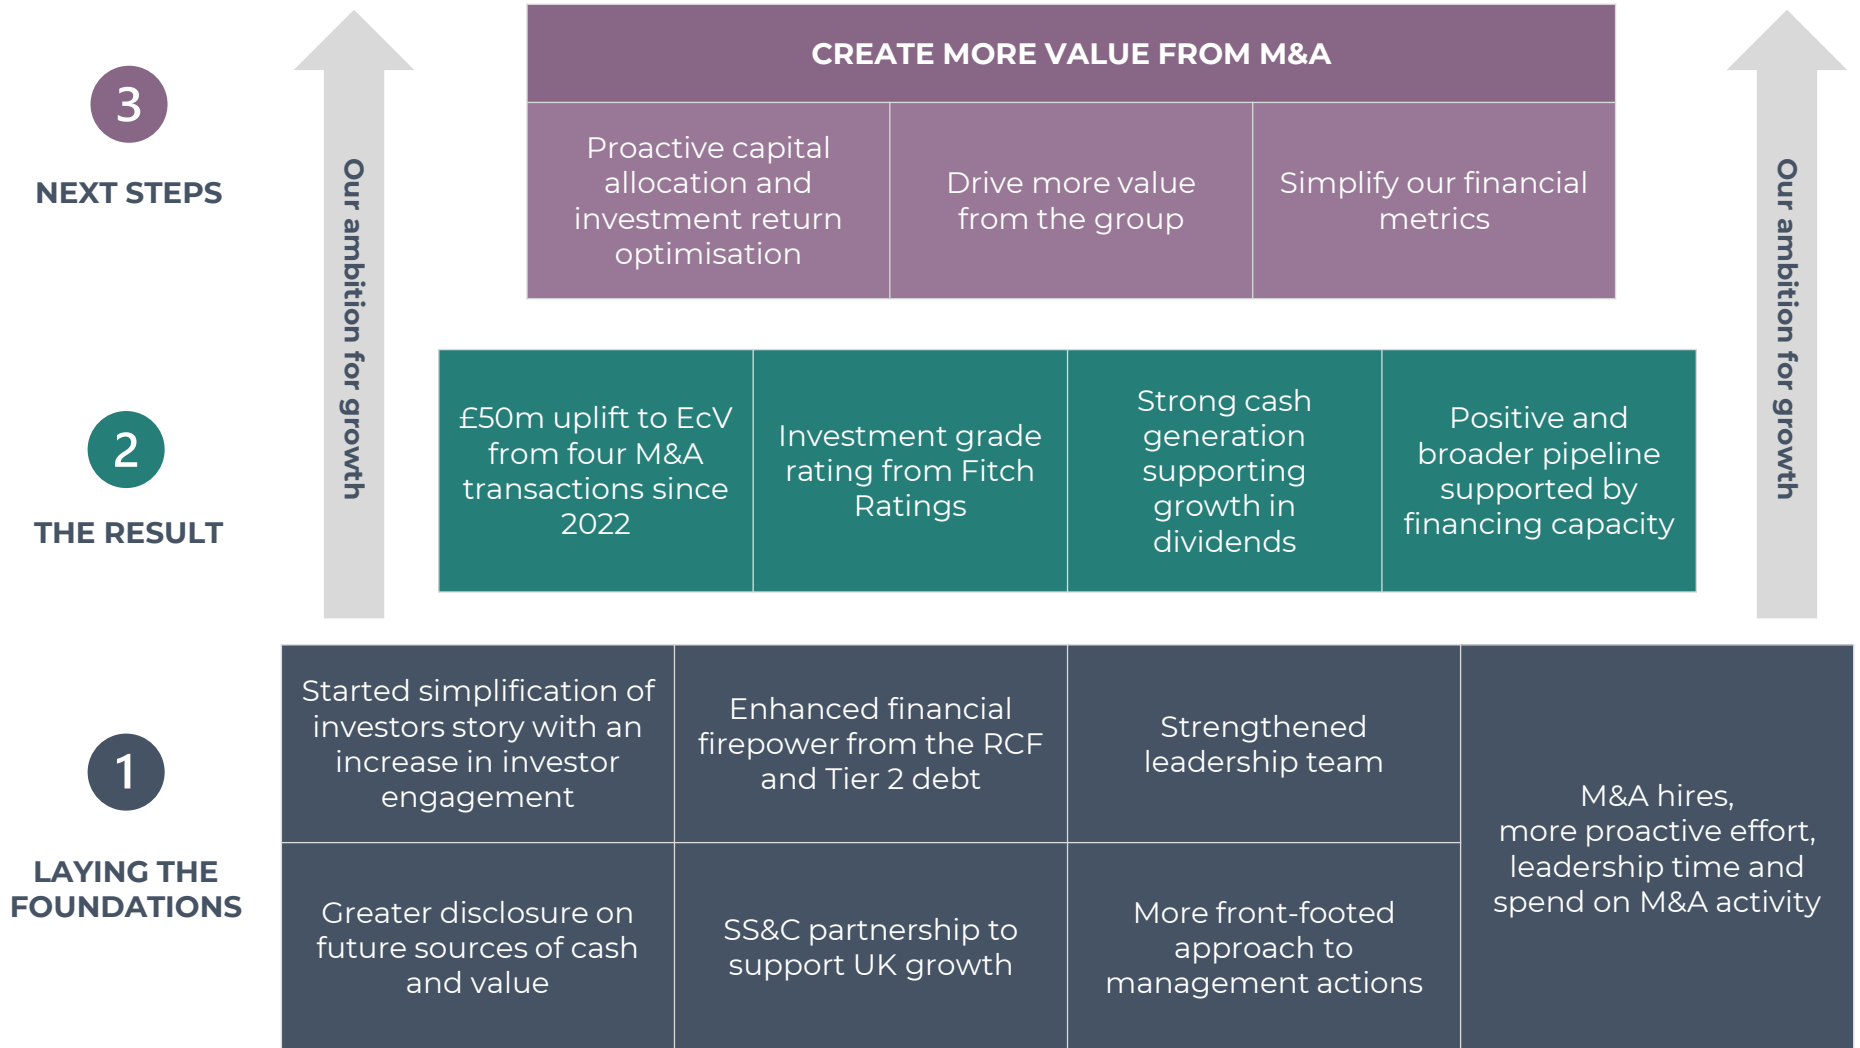 3
NEXT STEPS
Our ambition for growth
CREATE MORE VALUE FROM M&A
Proactive capital
allocation and
investment return
optimisation
Drive more value
from the group
Simplify our financial
metrics
Our ambition for growth
2
THE RESULT
£50m uplift to EcV
from four M&A
transactions since
2022
Investment grade
rating from Fitch
Ratings
Strong cash
generation
supporting
growth in
dividends
Positive and
broader pipeline
supported by
financing capacity
1
LAYING THE
FOUNDATIONS
Started simplification of
investors story with an
increase in investor
engagement
Enhanced financial
firepower from the RCF
and Tier 2 debt
Strengthened
leadership team
M&A hires,
more proactive effort,
leadership time and
spend on M&A activity
Greater disclosure on
future sources of cash
and value
SS&C partnership to
support UK growth
More front-footed
approach to
management actions